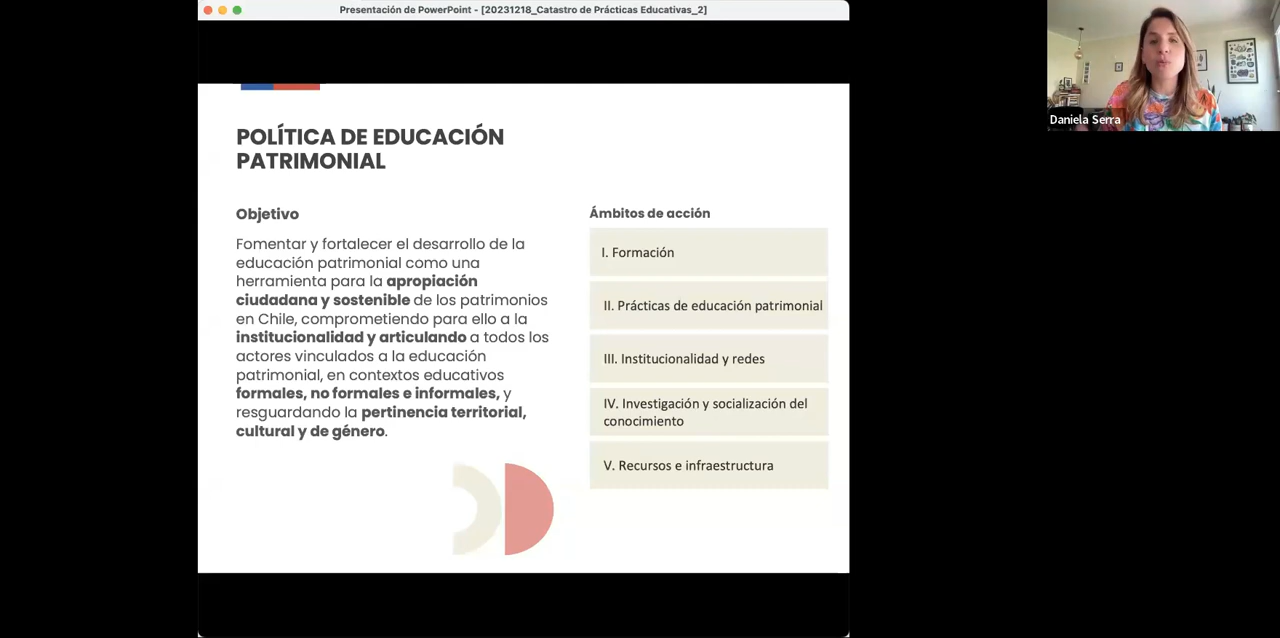 Presentación de PowerPoint - [20231218_Catastro de Prácticas Educativas_2]
Daniela Serra
POLÍTICA DE EDUCACIÓN
PATRIMONIAL
Objetivo
Fomentar y fortalecer el desarrollo de la
educación patrimonial como una
herramienta para la apropiación
ciudadana y sostenible de los patrimonios
en Chile, comprometiendo para ello a la
institucionalidad y articulando a todos los
actores vinculados a la educación
patrimonial, en contextos educativos
formales, no formales e informales, y
resguardando la pertinencia territorial,
cultural y de género.
Ámbitos de acción
I. Formación
II. Prácticas de educación patrimonial
III. Institucionalidad y redes
IV. Investigación y socialización del
conocimiento
V. Recursos e infraestructura